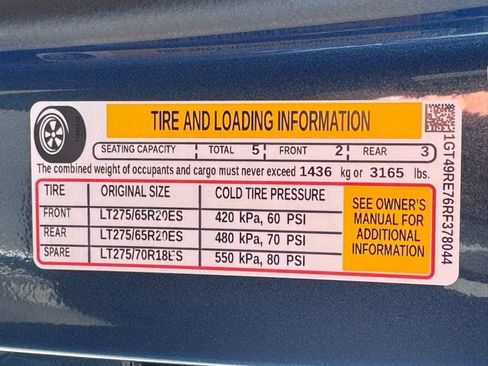 TIRE AND LOADING INFORMATION
SEATING CAPACITY TOTAL 5 FRONT 2 REAR 3
The combined weight of occupants and cargo must never exceed 1436 kg or 3165 lbs.
TIRE ORIGINAL SIZE COLD TIRE PRESSURE
FRONT LT275/65R20ES 420 kPa, 60 PSI
REAR LT275/65R20ES 480 kPa, 70 PSI
SPARE LT275/70R18ES 550 kPa, 80 PSI
SEE OWNER'S
MANUAL FOR
ADDITIONAL
INFORMATION
1GT49RE76RF378044